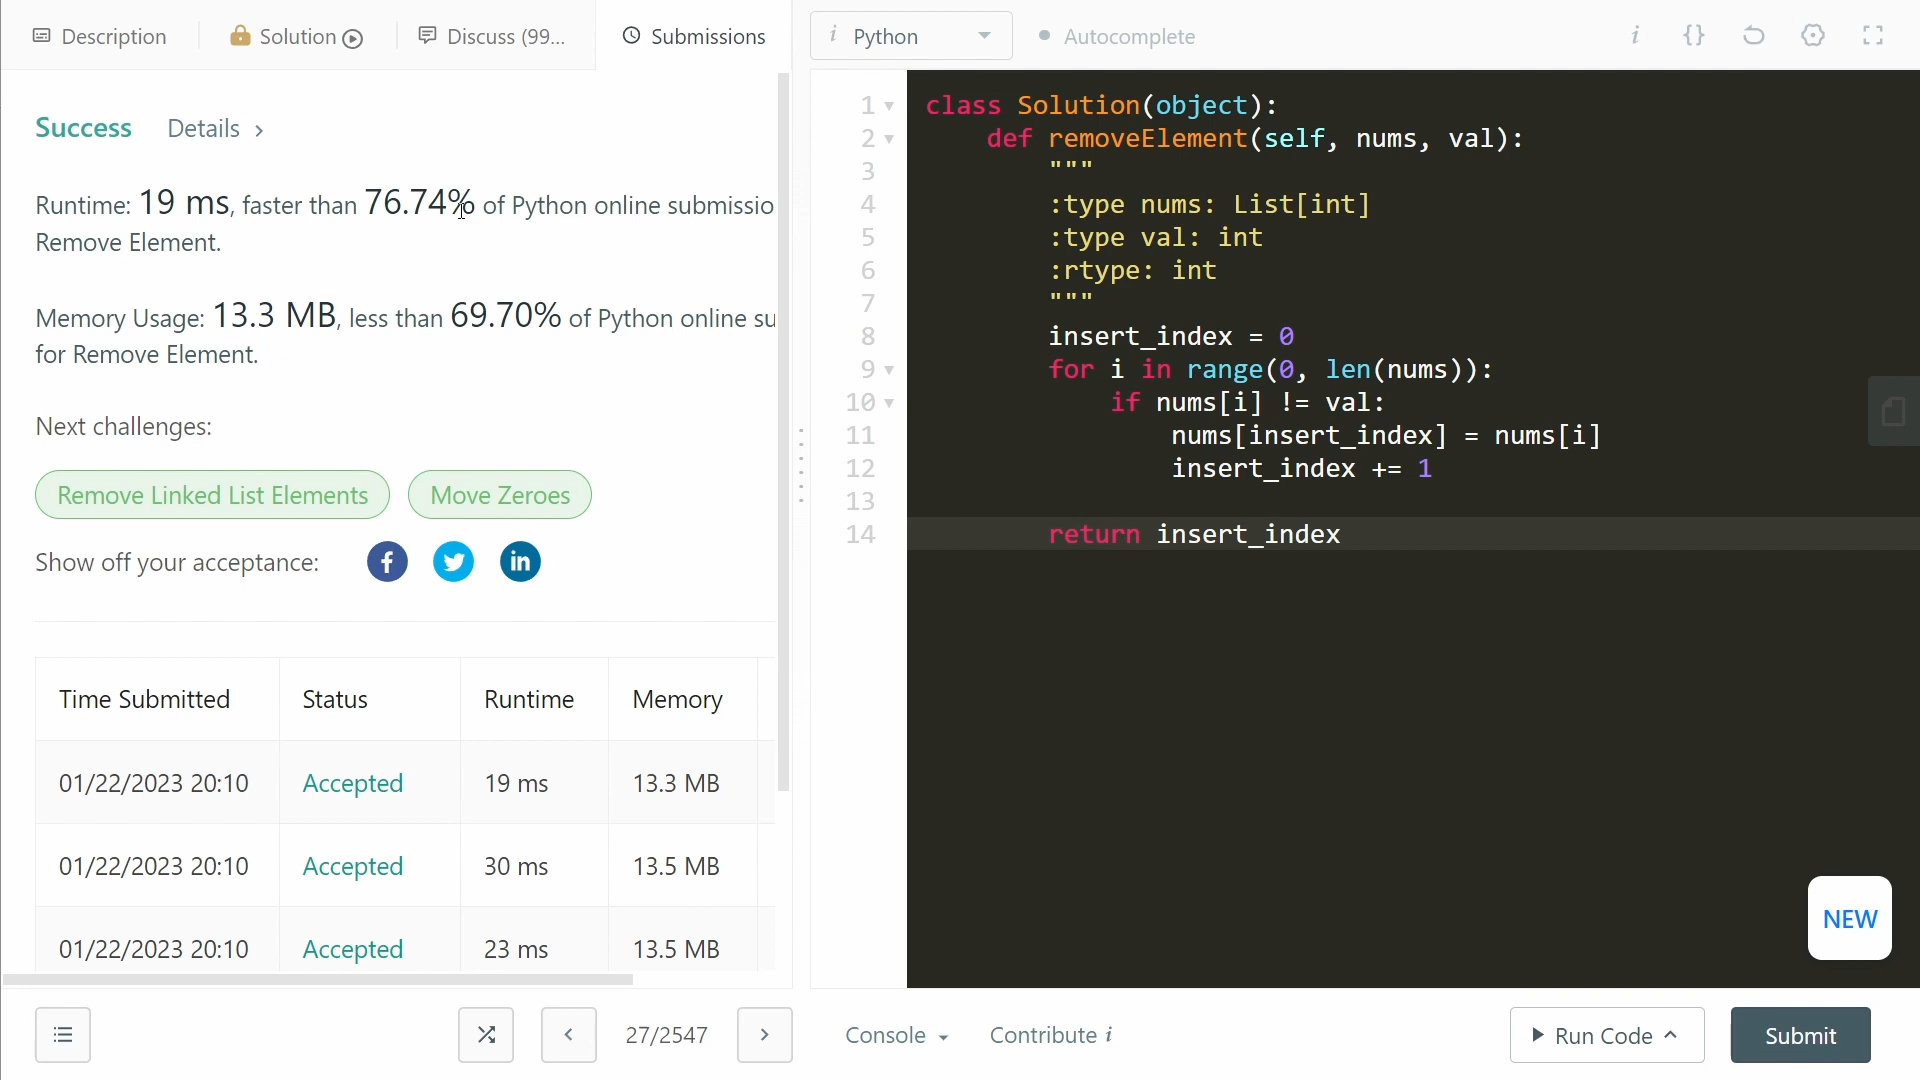 Description
Solution
Discuss (99...
Submissions
i Python
Autocomplete
i {}
Success Details >
Runtime: 19 ms, faster than 76.74% of Python online submissio
Remove Element.
Memory Usage: 13.3 MB, less than 69.70% of Python online su
for Remove Element.
Next challenges:
Remove Linked List Elements
Move Zeroes
Show off your acceptance:
f
in
Time Submitted Status Runtime Memory
01/22/2023 20:10 Accepted 19 ms 13.3 MB
01/22/2023 20:10 Accepted 30 ms 13.5 MB
01/22/2023 20:10 Accepted 23 ms 13.5 MB
1 class Solution(object):
2 def removeElement(self, nums, val):
3 """
4 :type nums: List[int]
5 :type val: int
6 :rtype: int
7 """
8 insert_index = 0
9 for i in range(0, len(nums)):
10 if nums[i] != val:
11 nums[insert_index] = nums[i]
12 insert_index += 1
13
14 return insert_index
NEW
< 27/2547 >
Console
Contribute i
Run Code
Submit